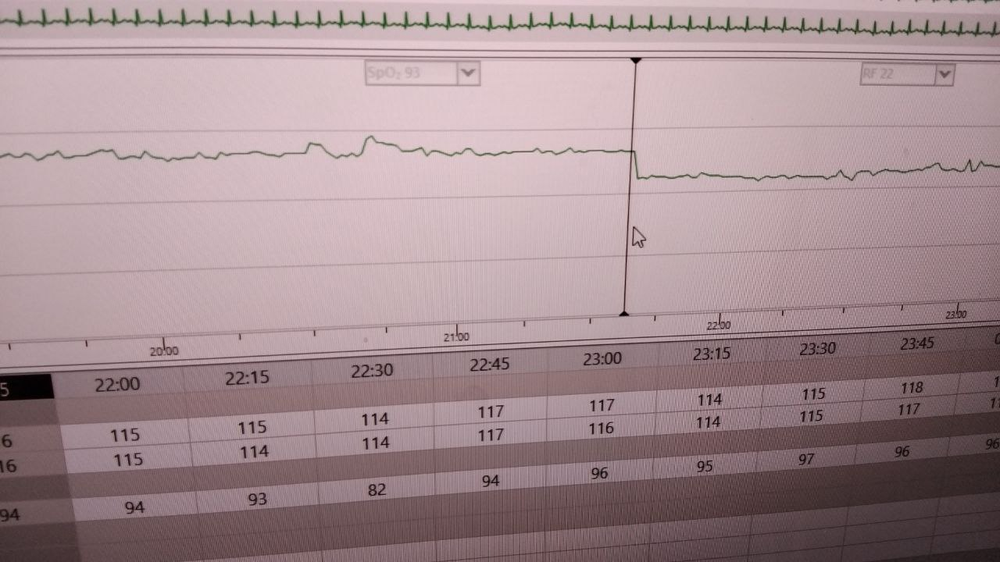 SpO₂ 93 RF 22
20:00 21:00 22:00 23:00
5 22:00 22:15 22:30 22:45 23:00 23:15 23:30 23:45 0
6 115 115 114 117 117 114 115 118 1
16 115 114 114 117 116 114 115 117 1
94 94 93 82 94 96 95 97 96 96